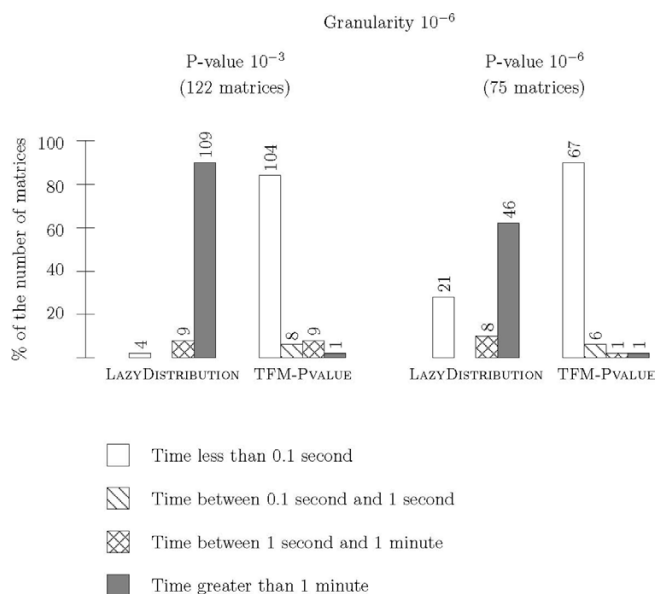 Granularity 10⁻⁶
P-value 10⁻³
(122 matrices)
P-value 10⁻⁶
(75 matrices)
% of the number of matrices
100
80
60
40
20
4
9
109
104
8
9
1
21
8
46
67
6
1
1
LAZYDISTRIBUTION
TFM-PVALUE
LAZYDISTRIBUTION
TFM-PVALUE
Time less than 0.1 second
Time between 0.1 second and 1 second
Time between 1 second and 1 minute
Time greater than 1 minute